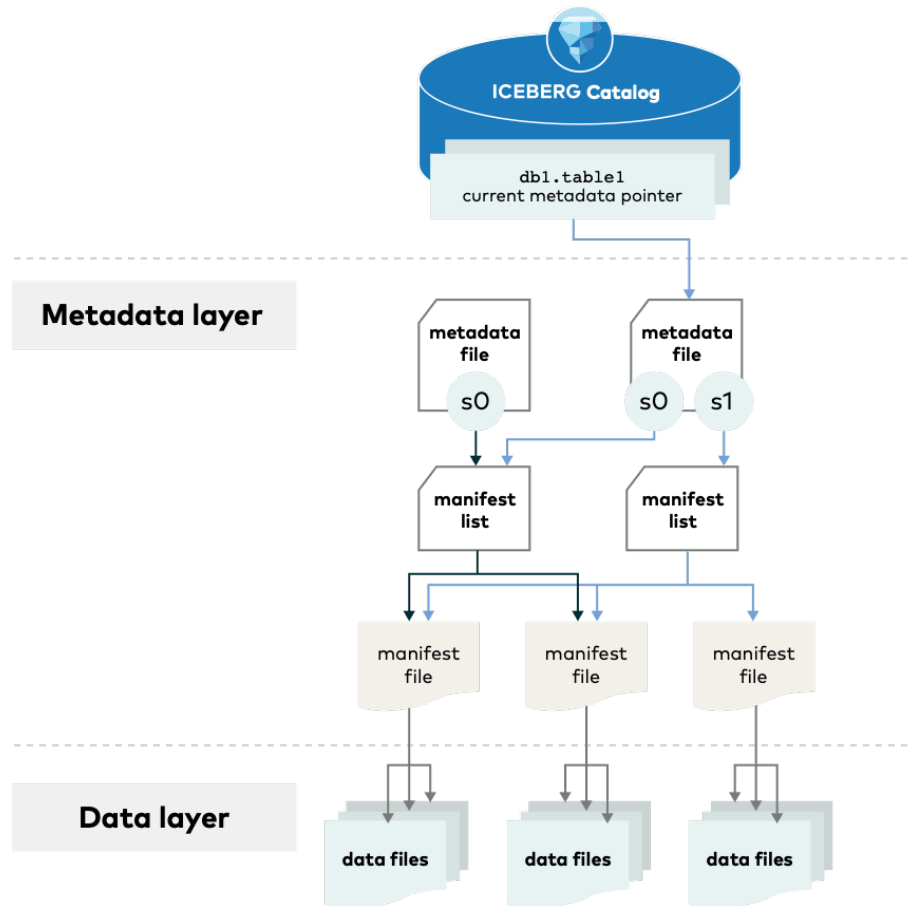 ICEBERG Catalog
db1.table1
current metadata pointer
Metadata layer
metadata
file
s0
metadata
file
s0
s1
manifest
list
manifest
list
manifest
file
manifest
file
manifest
file
Data layer
data files
data files
data files